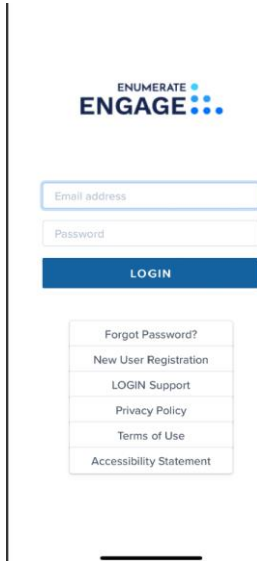 ENUMERATE
ENGAGE
Email address
Password
LOGIN
Forgot Password?
New User Registration
LOGIN Support
Privacy Policy
Terms of Use
Accessibility Statement